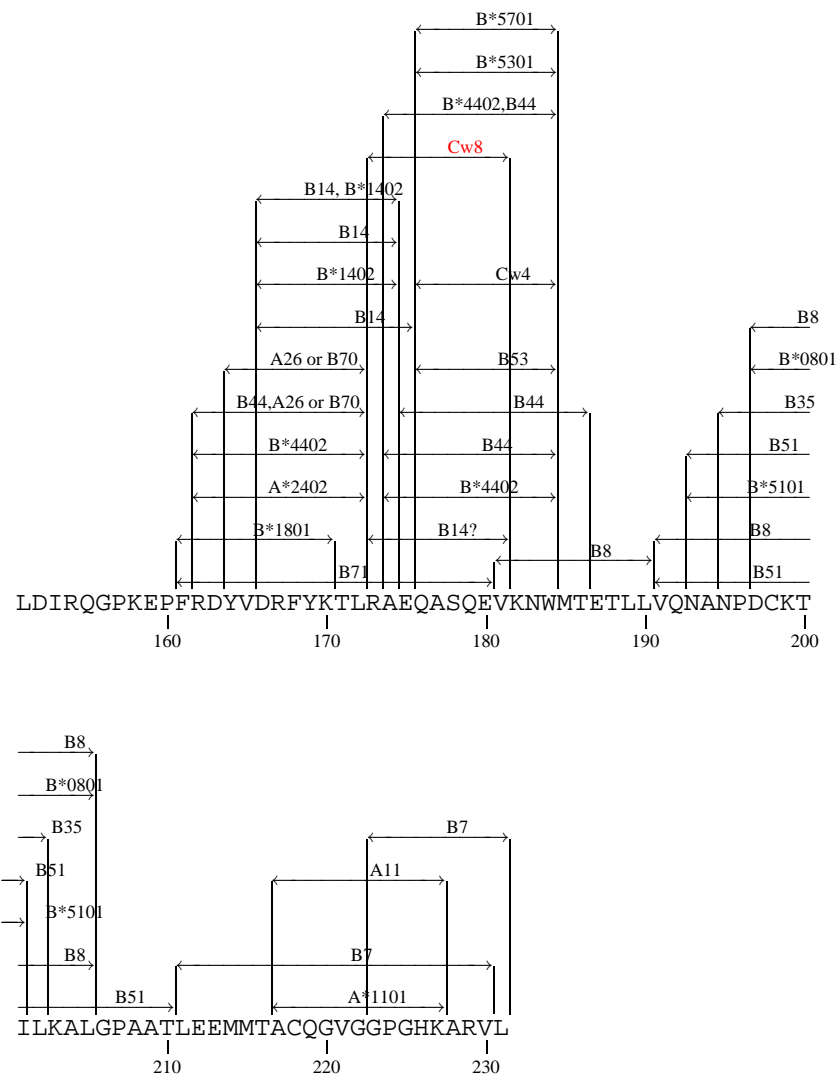 B*5701
B*5301
B*4402,B44
Cw8
B14, B*1402
B14
B*1402 Cw4
B14 B8
A26 or B70 B53 B*0801
B44,A26 or B70 B44 B35
B*4402 B44 B51
A*2402 B*4402 B*5101
B*1801 B14? B8
B8
B71 B51
LDIRQGPKEPFRDYVDRFYKTLRAEQASQEVKNWMTETLLVQNANPDCKT
160 170 180 190 200
B8
B*0801
B35 B7
B51 A11
B*5101
B8 B7
B51 A*1101
ILKALGPAATLEEMMTACQGVGGPGHKARVL
210 220 230